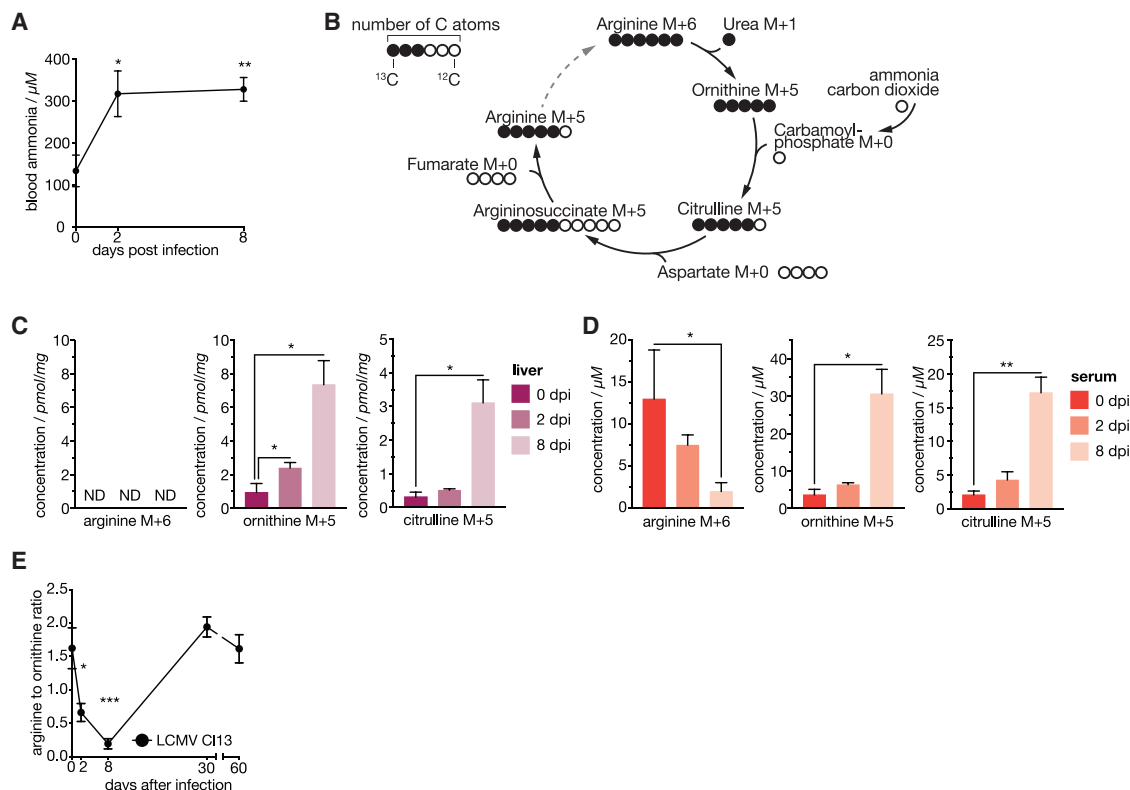 A
blood ammonia / µM
400
300
200
100
0
*
**
0
2
8
days post infection
B
number of C atoms
13C
12C
Arginine M+6
Urea M+1
Ornithine M+5
ammonia
carbon dioxide
Carbamoyl-
phosphate M+0
Arginine M+5
Fumarate M+0
Argininosuccinate M+5
Citrulline M+5
Aspartate M+0
C
concentration / pmol/mg
10
8
6
4
2
0
ND ND ND
arginine M+6
concentration / pmol/mg
10
8
6
4
2
0
*
*
ornithine M+5
concentration / pmol/mg
5
4
3
2
1
0
*
citrulline M+5
liver
0 dpi
2 dpi
8 dpi
D
concentration / µM
20
15
10
5
0
*
arginine M+6
concentration / µM
50
40
30
20
10
0
*
ornithine M+5
concentration / µM
25
20
15
10
5
0
**
citrulline M+5
serum
0 dpi
2 dpi
8 dpi
E
arginine to ornithine ratio
2.5
2.0
1.5
1.0
0.5
0.0
*
***
LCMV Cl13
0 2 8 30 60
days after infection